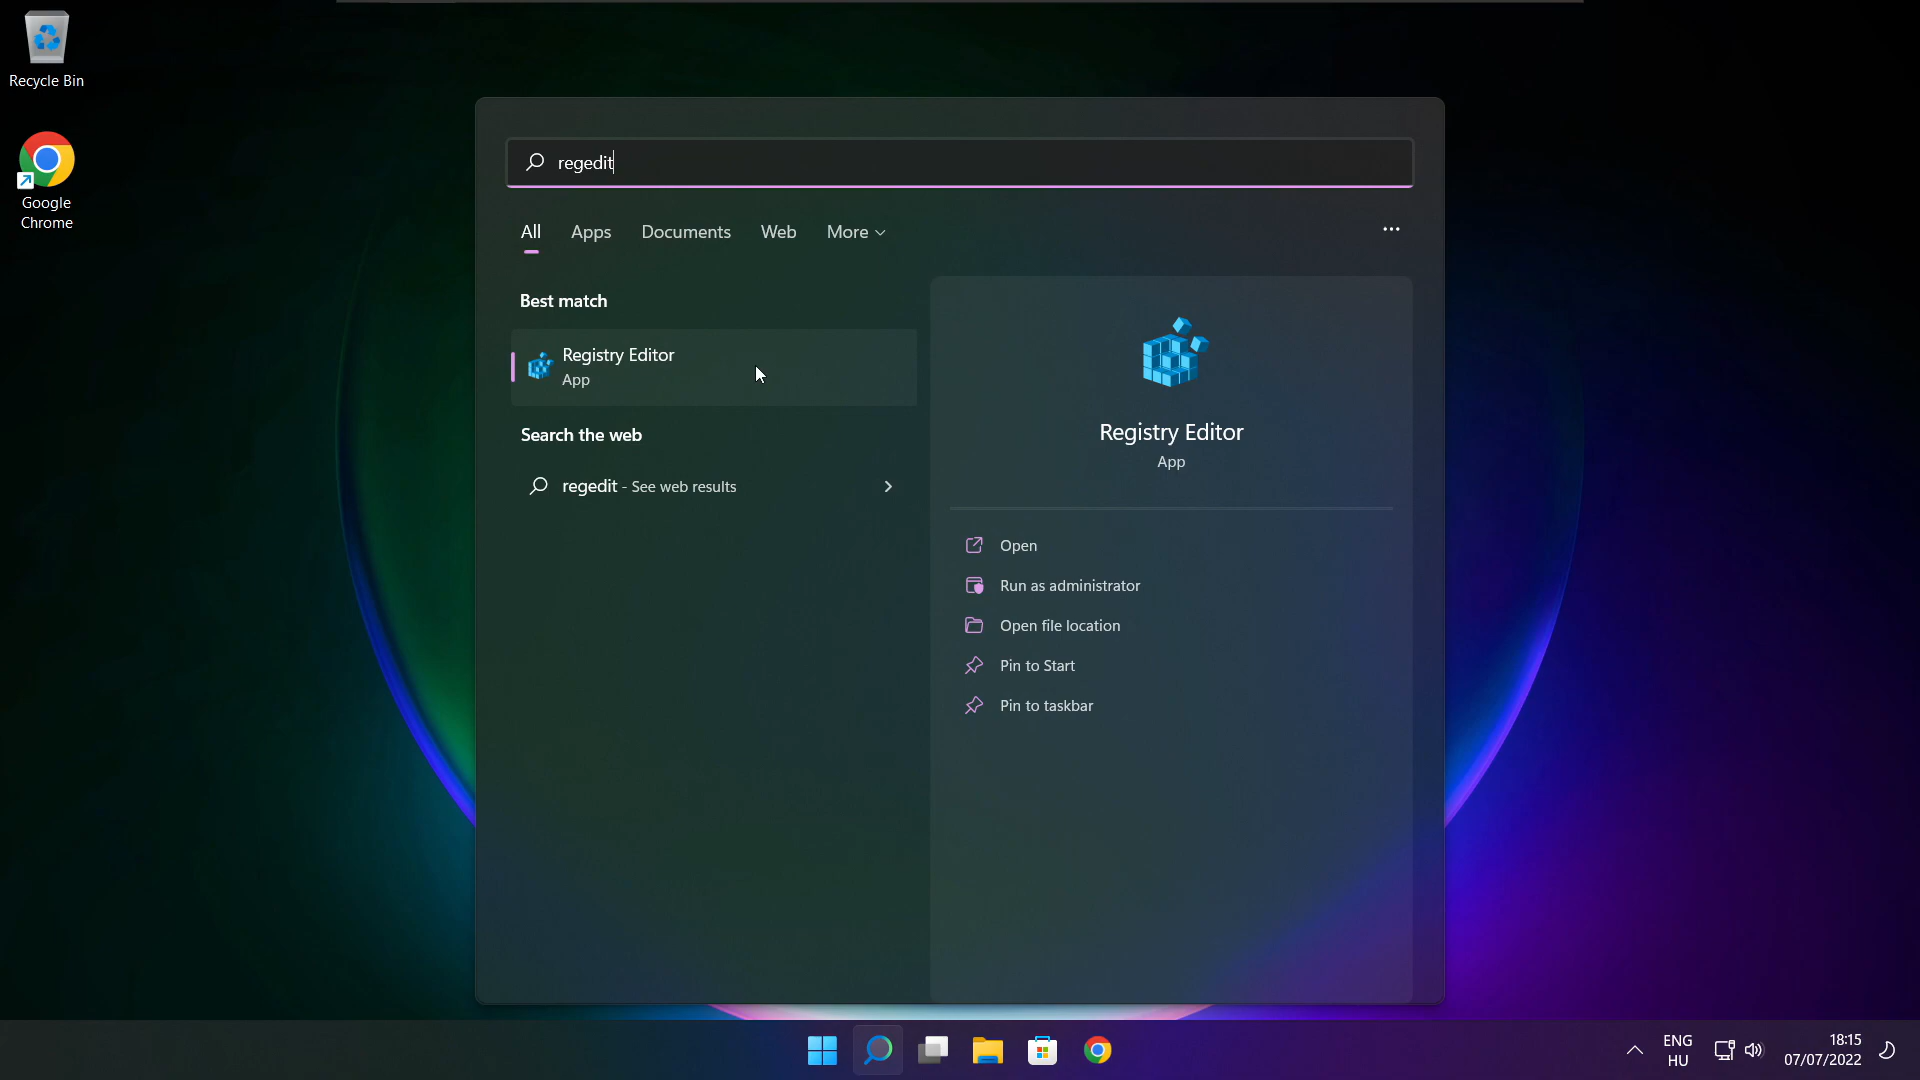 Recycle Bin
Google
Chrome
regedit
All
Apps
Documents
Web
More
Best match
Registry Editor
App
Search the web
regedit - See web results
Registry Editor
App
Open
Run as administrator
Open file location
Pin to Start
Pin to taskbar
ENG
HU
18:15
07/07/2022